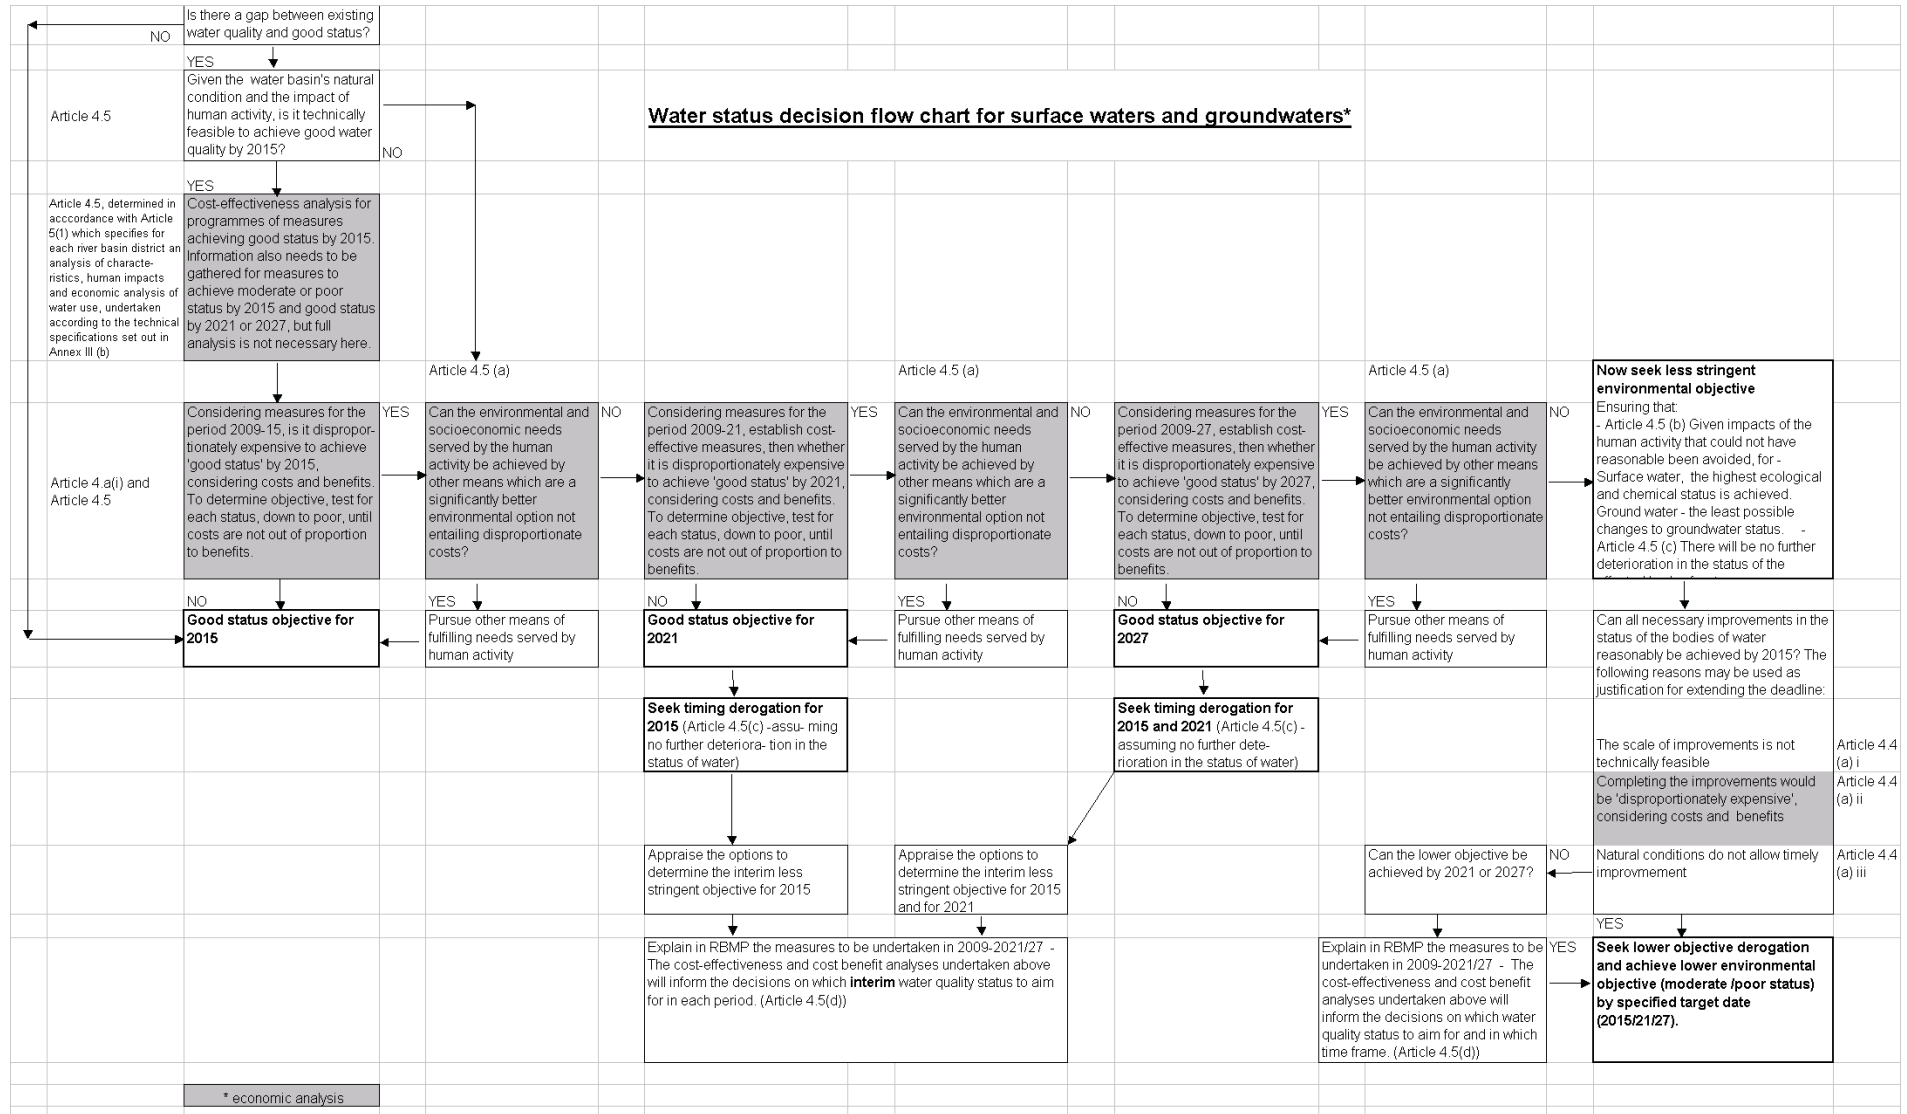 Is there a gap between existing
water quality and good status?
NO
YES
Water status decision flow chart for surface waters and groundwaters*
Article 4.5
Given the water basin's natural
condition and the impact of
human activity, is it technically
feasible to achieve good water
quality by 2015?
NO
YES
Article 4.5, determined in
acccordance with Article
5(1) which specifies for
each river basin district an
analysis of characte-
ristics, human impacts
and economic analysis of
water use, undertaken
according to the technical
specifications set out in
Annex III (b)
Cost-effectiveness analysis for
programmes of measures
achieving good status by 2015.
Information also needs to be
gathered for measures to
achieve moderate or poor
status by 2015 and good status
by 2021 or 2027, but full
analysis is not necessary here.
Article 4.5 (a)
Article 4.5 (a)
Article 4.5 (a)
Article 4.a(i) and
Article 4.5
Considering measures for the
period 2009-15, is it dispropor-
tionately expensive to achieve
'good status' by 2015,
considering costs and benefits.
To determine objective, test for
each status, down to poor, until
costs are not out of proportion
to benefits.
YES
Can the environmental and
socioeconomic needs
served by the human
activity be achieved by
other means which are a
significantly better
environmental option not
entailing disproportionate
costs?
NO
Considering measures for the
period 2009-21, establish cost-
effective measures, then whether
it is disproportionately expensive
to achieve 'good status' by 2021,
considering costs and benefits.
To determine objective, test for
each status, down to poor, until
costs are not out of proportion to
benefits.
YES
Can the environmental and
socioeconomic needs
served by the human
activity be achieved by
other means which are a
significantly better
environmental option not
entailing disproportionate
costs?
NO
Considering measures for the
period 2009-27, establish cost-
effective measures, then whether
it is disproportionately expensive
to achieve 'good status' by 2027,
considering costs and benefits.
To determine objective, test for
each status, down to poor, until
costs are not out of proportion to
benefits.
YES
Can the environmental and
socioeconomic needs
served by the human activity
be achieved by other means
which are a significantly
better environmental option
not entailing disproportionate
costs?
NO
Now seek less stringent
environmental objective
Ensuring that:
- Article 4.5 (b) Given impacts of the
human activity that could not have
reasonable been avoided, for -
Surface water, the highest ecological
and chemical status is achieved.
Ground water - the least possible
changes to groundwater status. -
Article 4.5 (c) There will be no further
deterioration in the status of the
NO
YES
NO
YES
NO
YES
Good status objective for
2015
Pursue other means of
fulfilling needs served by
human activity
Good status objective for
2021
Pursue other means of
fulfilling needs served by
human activity
Good status objective for
2027
Pursue other means of
fulfilling needs served by
human activity
Can all necessary improvements in the
status of the bodies of water
reasonably be achieved by 2015? The
following reasons may be used as
justification for extending the deadline:
Seek timing derogation for
2015 (Article 4.5(c) -assu- ming
no further deteriora- tion in the
status of water)
Seek timing derogation for
2015 and 2021 (Article 4.5(c) -
assuming no further dete-
rioration in the status of water)
The scale of improvements is not
technically feasible
Article 4.4
(a) i
Completing the improvements would
be 'disproportionately expensive',
considering costs and benefits
Article 4.4
(a) ii
Appraise the options to
determine the interim less
stringent objective for 2015
Appraise the options to
determine the interim less
stringent objective for 2015
and for 2021
Can the lower objective be
achieved by 2021 or 2027?
NO
Natural conditions do not allow timely
improvmement
Article 4.4
(a) iii
YES
Explain in RBMP the measures to be undertaken in 2009-2021/27 -
The cost-effectiveness and cost benefit analyses undertaken above
will inform the decisions on which interim water quality status to aim
for in each period. (Article 4.5(d))
Explain in RBMP the measures to be
undertaken in 2009-2021/27 - The
cost-effectiveness and cost benefit
analyses undertaken above will
inform the decisions on which water
quality status to aim for and in which
time frame. (Article 4.5(d))
YES
Seek lower objective derogation
and achieve lower environmental
objective (moderate /poor status)
by specified target date
(2015/21/27).
* economic analysis